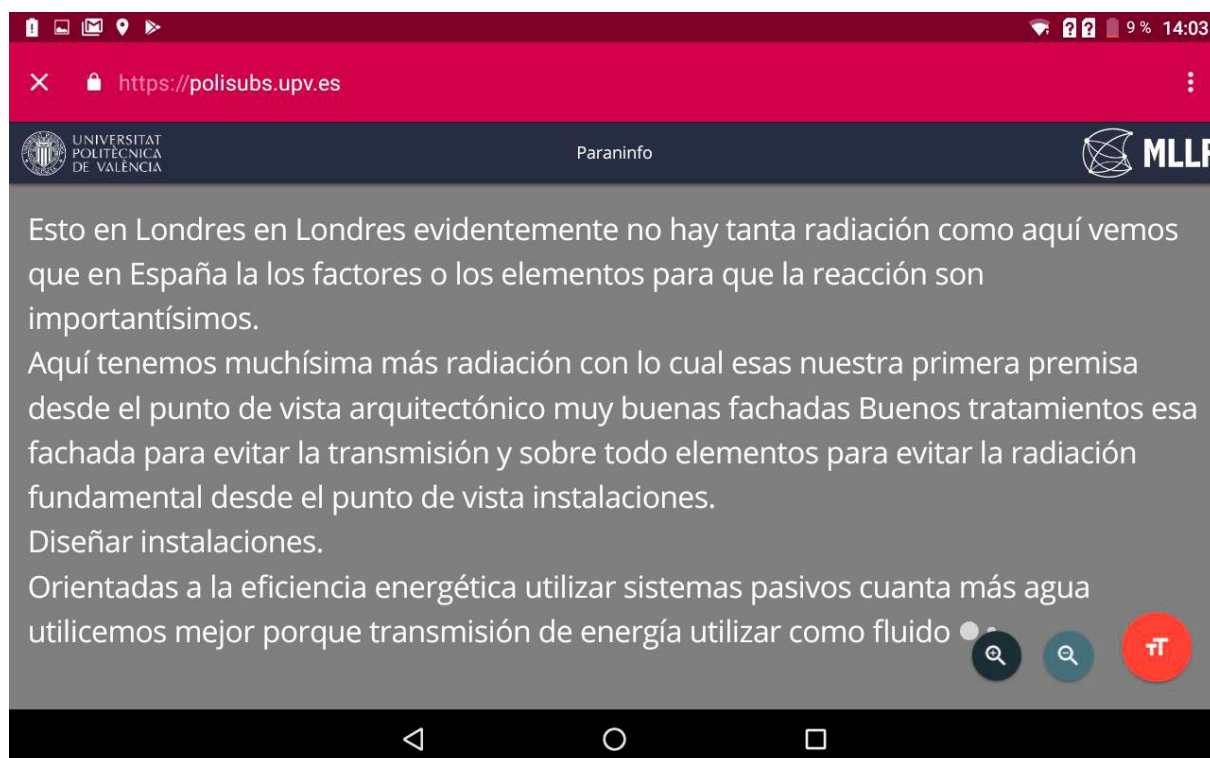 9 % 14:03
https://polisubs.upv.es
UNIVERSITAT
POLITÈCNICA
DE VALÈNCIA
Paraninfo
MLLP
Esto en Londres en Londres evidentemente no hay tanta radiación como aquí vemos
que en España la los factores o los elementos para que la reacción son
importantísimos.
Aquí tenemos muchísima más radiación con lo cual esas nuestra primera premisa
desde el punto de vista arquitectónico muy buenas fachadas Buenos tratamientos esa
fachada para evitar la transmisión y sobre todo elementos para evitar la radiación
fundamental desde el punto de vista instalaciones.
Diseñar instalaciones.
Orientadas a la eficiencia energética utilizar sistemas pasivos cuanta más agua
utilicemos mejor porque transmisión de energía utilizar como fluido
TT